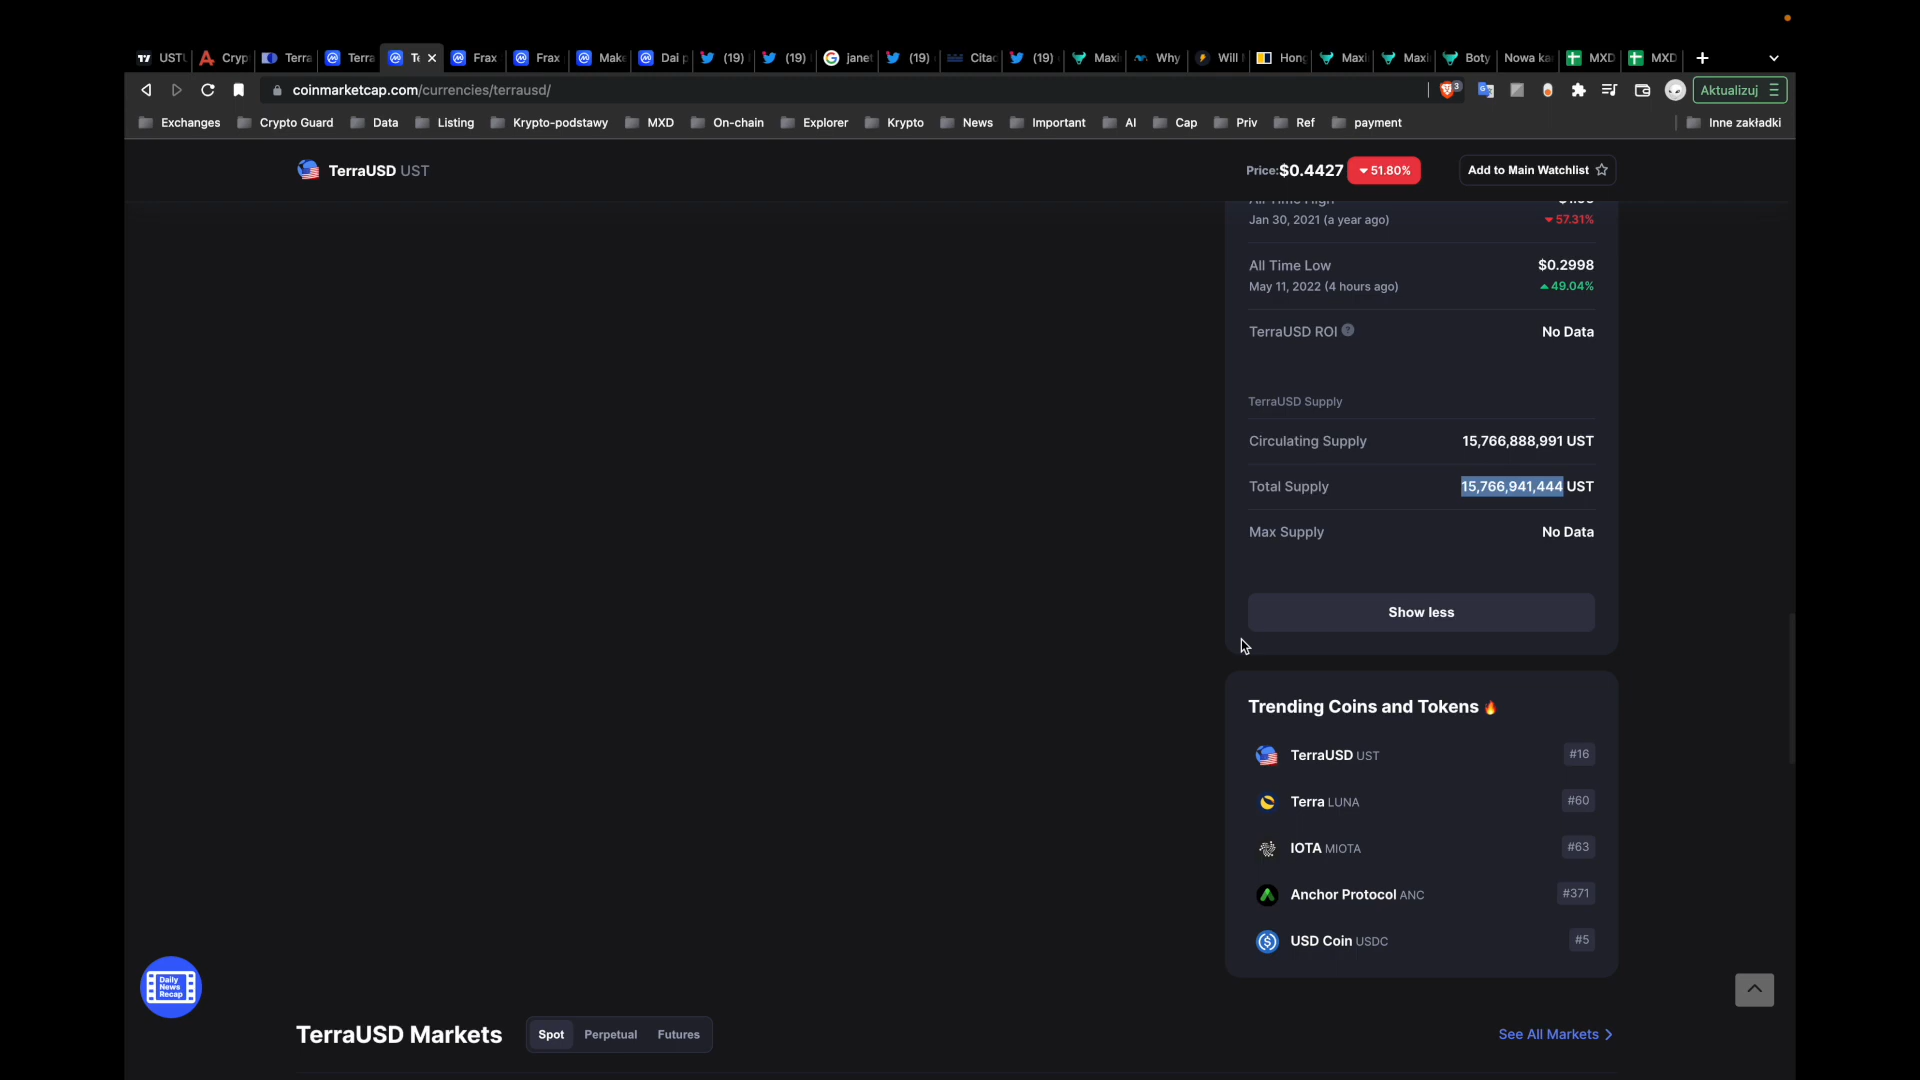 USTU Cryp Terra Terra Te Frax Frax Make Dai p (19) (19) janet (19) Citad (19) Maxi Why Will Hong Maxi Maxi Boty Nowa ka MXD MXD
coinmarketcap.com/currencies/terrausd/ 3 Aktualizuj
Exchanges Crypto Guard Data Listing Krypto-podstawy MXD On-chain Explorer Krypto News Important AI Cap Priv Ref payment Inne zakładki
TerraUSD UST Price:$0.4427 51.80% Add to Main Watchlist
Jan 30, 2021 (a year ago) 57.31%
All Time Low $0.2998
May 11, 2022 (4 hours ago) 49.04%
TerraUSD ROI ? No Data
TerraUSD Supply
Circulating Supply 15,766,888,991 UST
Total Supply 15,766,941,444 UST
Max Supply No Data
Show less
Trending Coins and Tokens 🔥
TerraUSD UST #16
Terra LUNA #60
IOTA MIOTA #63
Anchor Protocol ANC #371
USD Coin USDC #5
Daily
News
Recap
TerraUSD Markets Spot Perpetual Futures See All Markets